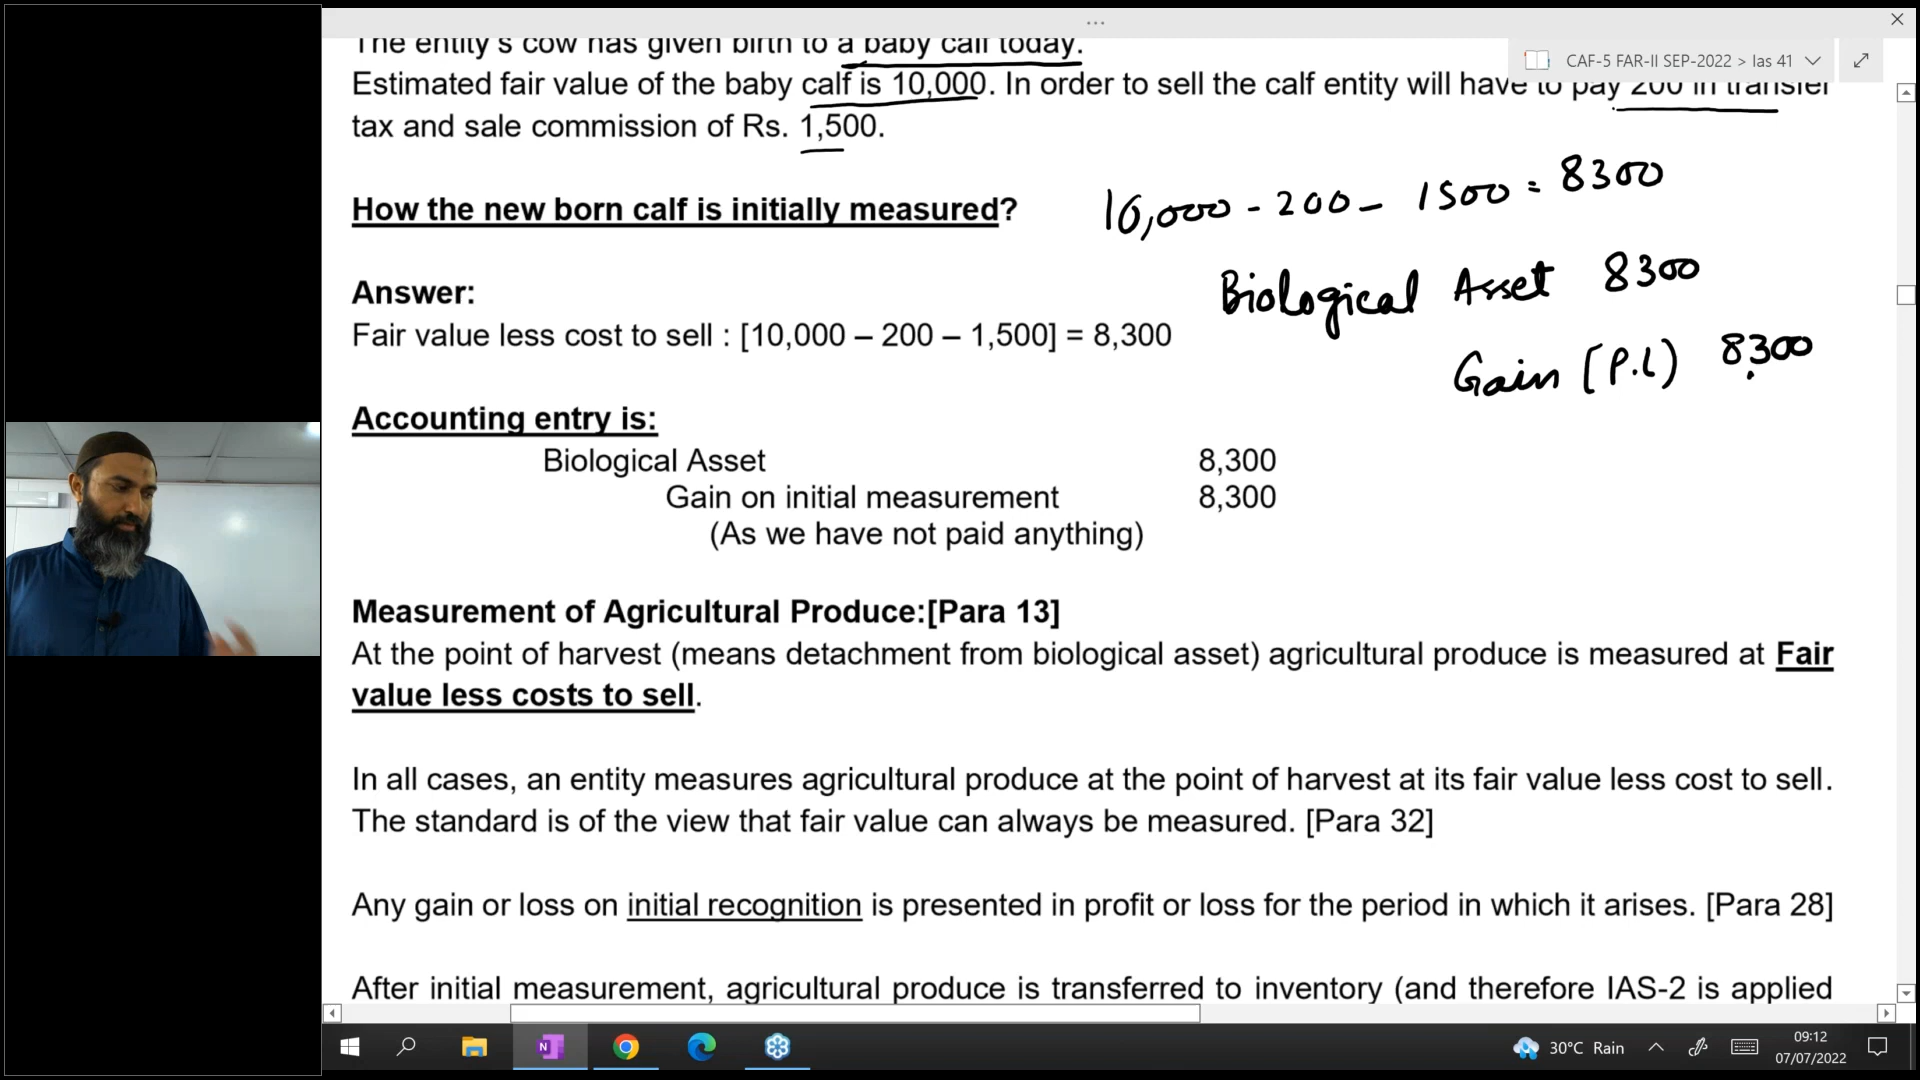 ...
CAF-5 FAR-II SEP-2022 > Ias 41
The entity's cow has given birth to a baby calf today.
Estimated fair value of the baby calf is 10,000. In order to sell the calf entity will have to pay 200 in transfer
tax and sale commission of Rs. 1,500.
10,000 - 200 - 1500 = 8300
How the new born calf is initially measured?
Biological Asset 8300
Answer:
Fair value less cost to sell : [10,000 – 200 – 1,500] = 8,300
Gain [P.L) 8300
Accounting entry is:
Biological Asset 8,300
Gain on initial measurement 8,300
(As we have not paid anything)
Measurement of Agricultural Produce:[Para 13]
At the point of harvest (means detachment from biological asset) agricultural produce is measured at Fair
value less costs to sell.
In all cases, an entity measures agricultural produce at the point of harvest at its fair value less cost to sell.
The standard is of the view that fair value can always be measured. [Para 32]
Any gain or loss on initial recognition is presented in profit or loss for the period in which it arises. [Para 28]
After initial measurement, agricultural produce is transferred to inventory (and therefore IAS-2 is applied
30°C Rain
09:12
07/07/2022